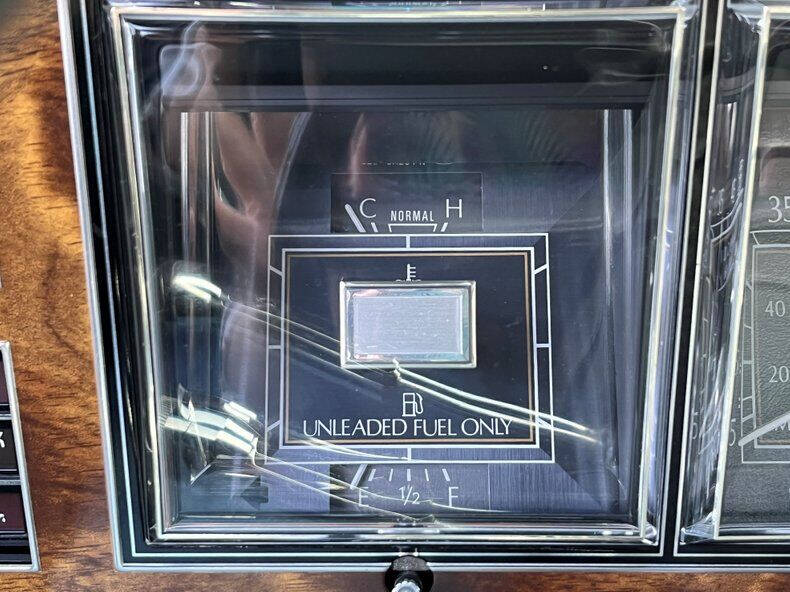 C NORMAL H
UNLEADED FUEL ONLY
E 1/2 F
35
40
20